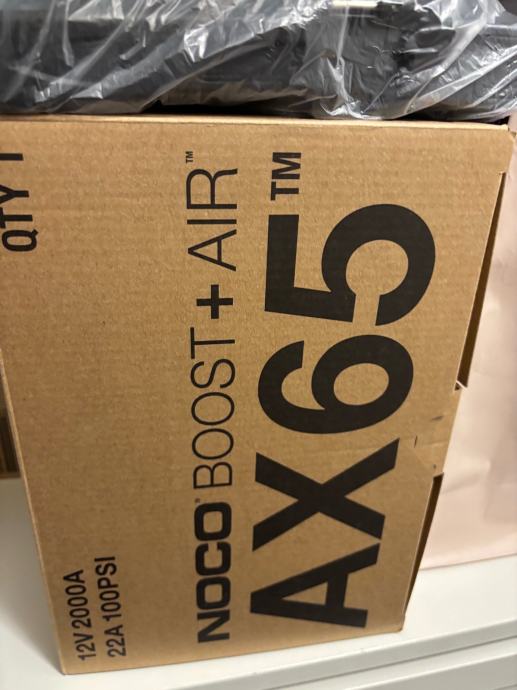 NOCO® BOOST+AIR™
AX65™
12V 2000A
22A 100PSI
QTY 1